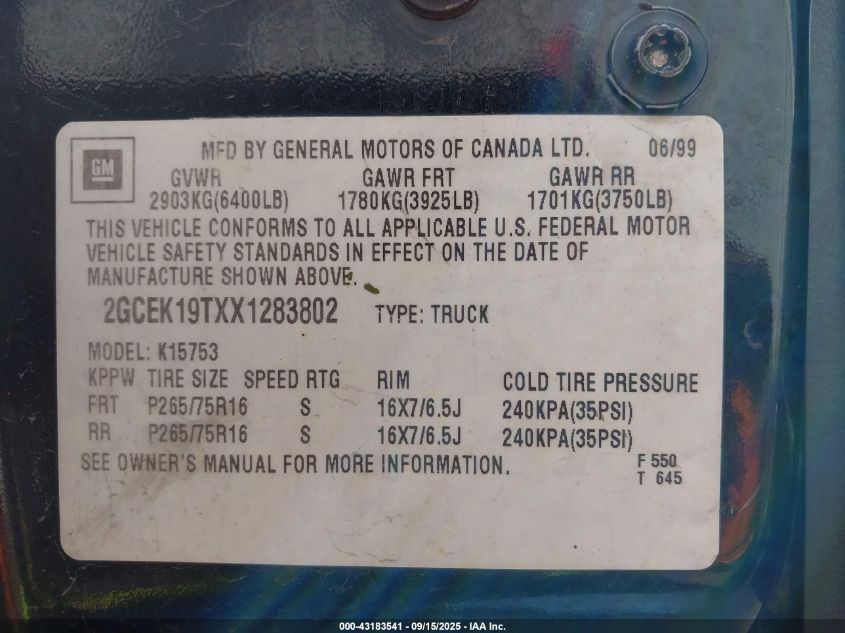 GM
MFD BY GENERAL MOTORS OF CANADA LTD. 06/99
GVWR GAWR FRT GAWR RR
2903KG(6400LB) 1780KG(3925LB) 1701KG(3750LB)
THIS VEHICLE CONFORMS TO ALL APPLICABLE U.S. FEDERAL MOTOR
VEHICLE SAFETY STANDARDS IN EFFECT ON THE DATE OF
MANUFACTURE SHOWN ABOVE.
2GCEK19TXX1283802 TYPE: TRUCK
MODEL: K15753
KPPW TIRE SIZE SPEED RTG RIM COLD TIRE PRESSURE
FRT P265/75R16 S 16X7/6.5J 240KPA(35PSI)
RR P265/75R16 S 16X7/6.5J 240KPA(35PSI)
SEE OWNER'S MANUAL FOR MORE INFORMATION.
F 550
T 645
000-43183541 - 09/15/2025 - IAA Inc.